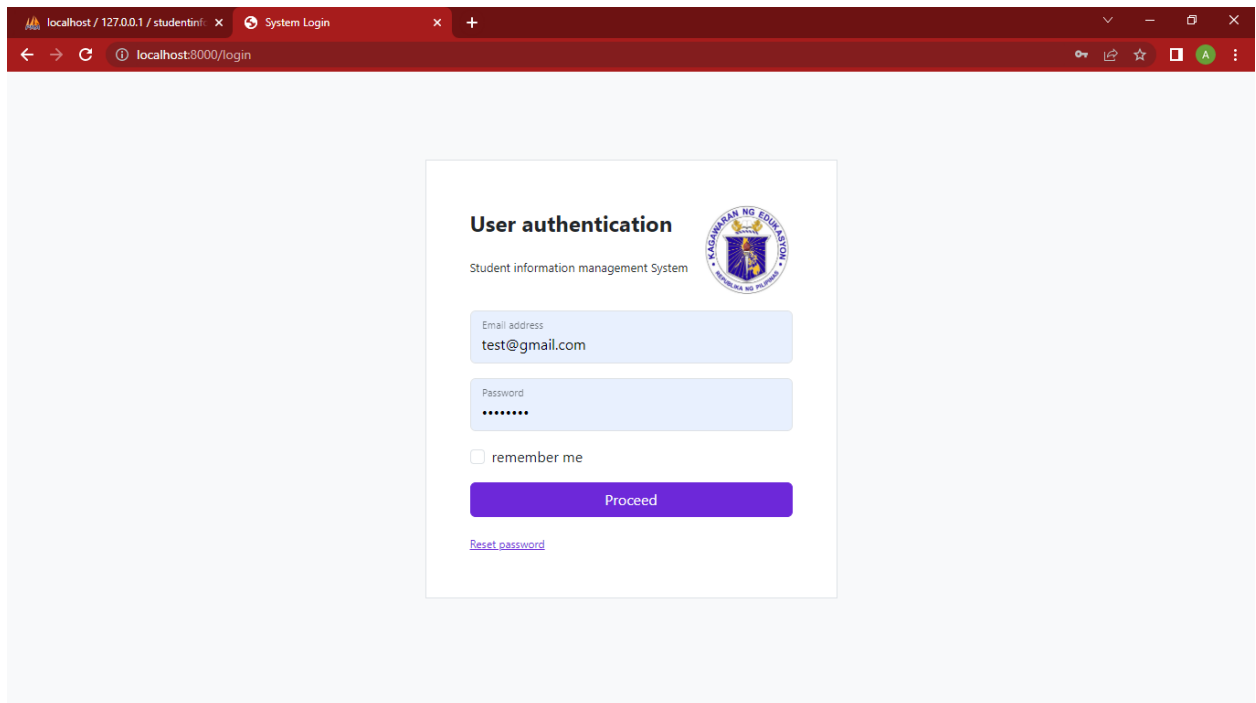 localhost / 127.0.0.1 / studentinf
System Login
localhost:8000/login
A
User authentication
KAGAWARAN NG EDUKASYON
REPUBLIKA NG PILIPINAS
Student information management System
Email address
test@gmail.com
Password
••••••••
remember me
Proceed
Reset password